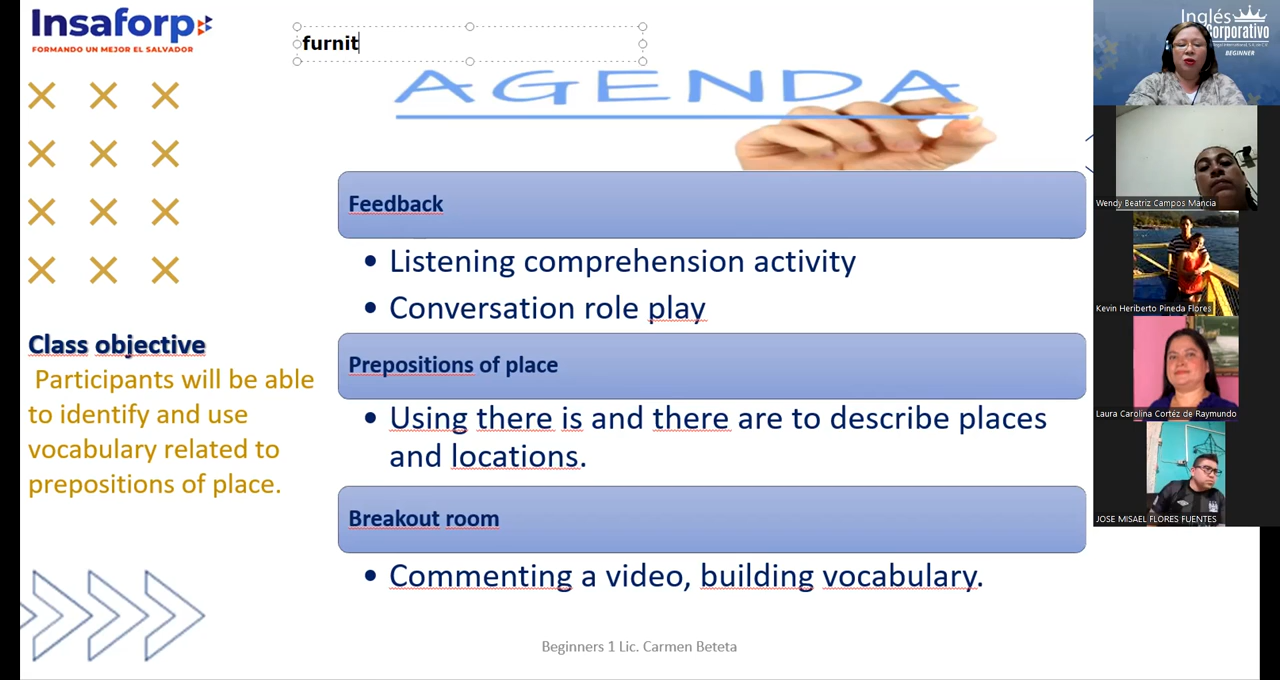 Insaforp
FORMANDO UN MEJOR EL SALVADOR
furnit
AGENDA
Feedback
• Listening comprehension activity
• Conversation role play
Prepositions of place
• Using there is and there are to describe places
and locations.
Breakout room
• Commenting a video, building vocabulary.
Class objective
Participants will be able
to identify and use
vocabulary related to
prepositions of place.
Beginners 1 Lic. Carmen Beteta
Inglés
Corporativo
BEGINNER
Wendy Beatriz Campos Mancia
Kevin Heriberto Pineda Flores
Laura Carolina Cortéz de Raymundo
JOSE MISAEL FLORES FUENTES